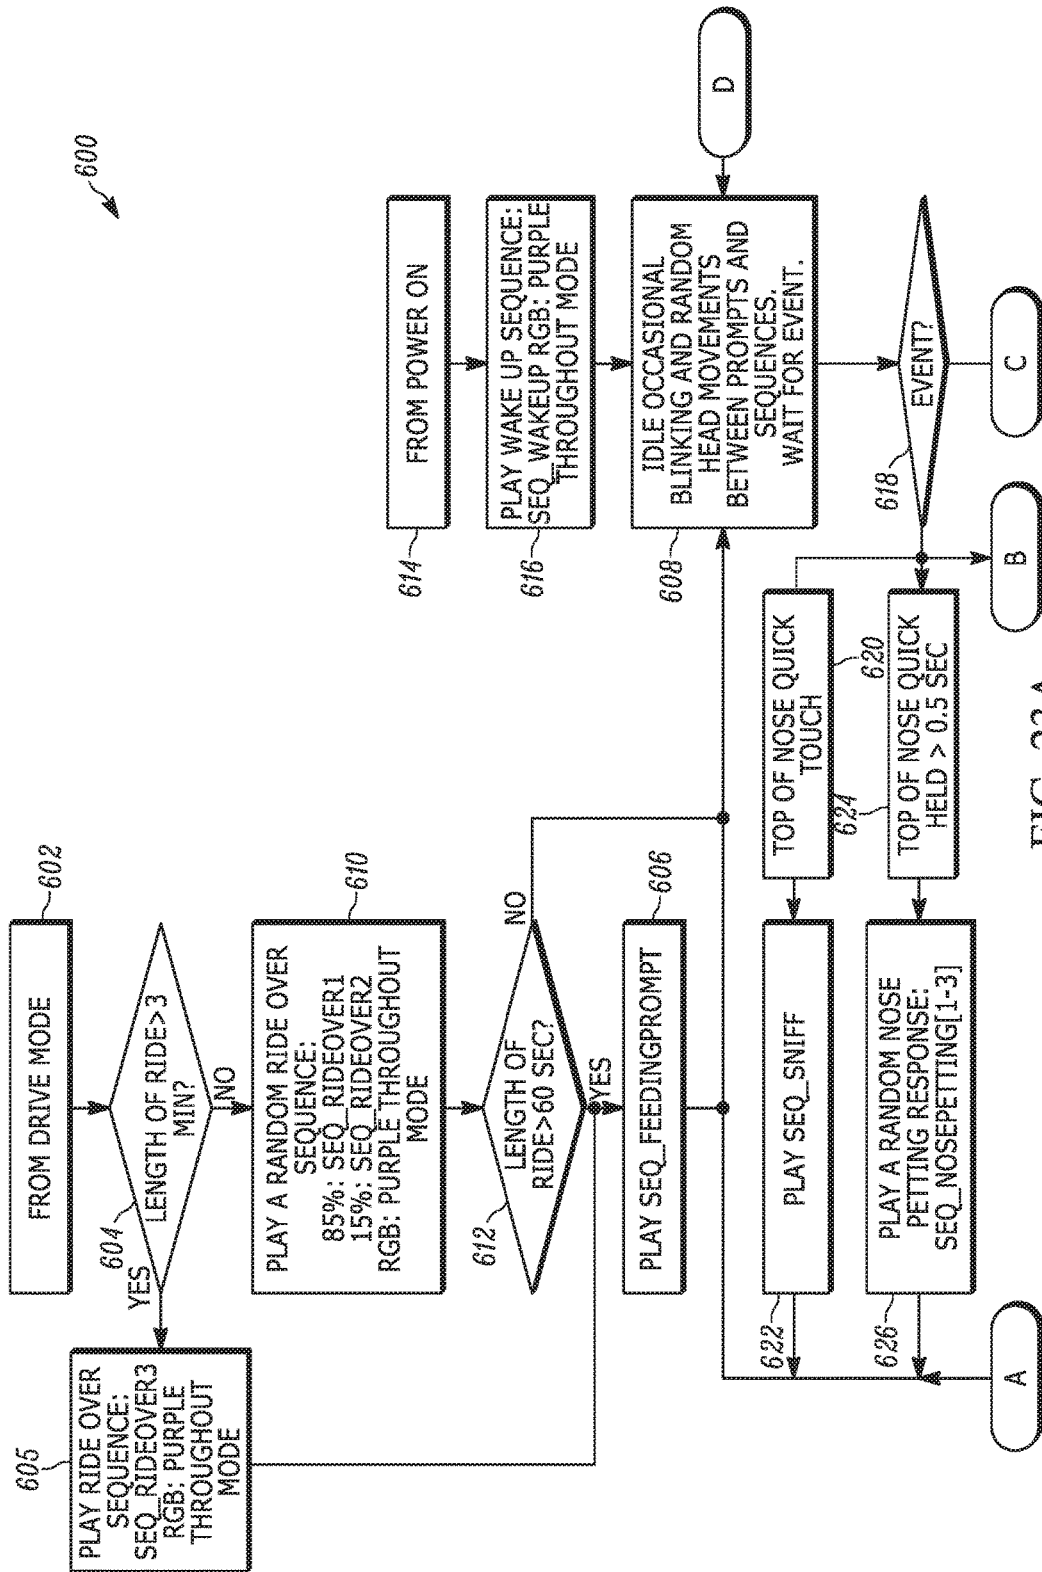 600
FROM DRIVE MODE
602
LENGTH OF RIDE>3
MIN?
604
YES
NO
PLAY RIDE OVER
SEQUENCE:
SEQ_RIDEOVER3
RGB: PURPLE
THROUGHOUT
MODE
605
PLAY A RANDOM RIDE OVER
SEQUENCE:
85%: SEQ_RIDEOVER1
15%: SEQ_RIDEOVER2
RGB: PURPLE THROUGHOUT
MODE
610
LENGTH OF
RIDE>60 SEC?
612
NO
YES
PLAY SEQ_FEEDINGPROMPT
606
FROM POWER ON
614
PLAY WAKE UP SEQUENCE:
SEQ_WAKEUP RGB: PURPLE
THROUGHOUT MODE
616
IDLE OCCASIONAL
BLINKING AND RANDOM
HEAD MOVEMENTS
BETWEEN PROMPTS AND
SEQUENCES.
WAIT FOR EVENT.
608
D
PLAY SEQ_SNIFF
622
TOP OF NOSE QUICK
TOUCH
620
PLAY A RANDOM NOSE
PETTING RESPONSE:
SEQ_NOSEPETTING[1-3]
626
TOP OF NOSE QUICK
HELD > 0.5 SEC
624
EVENT?
618
A
B
C